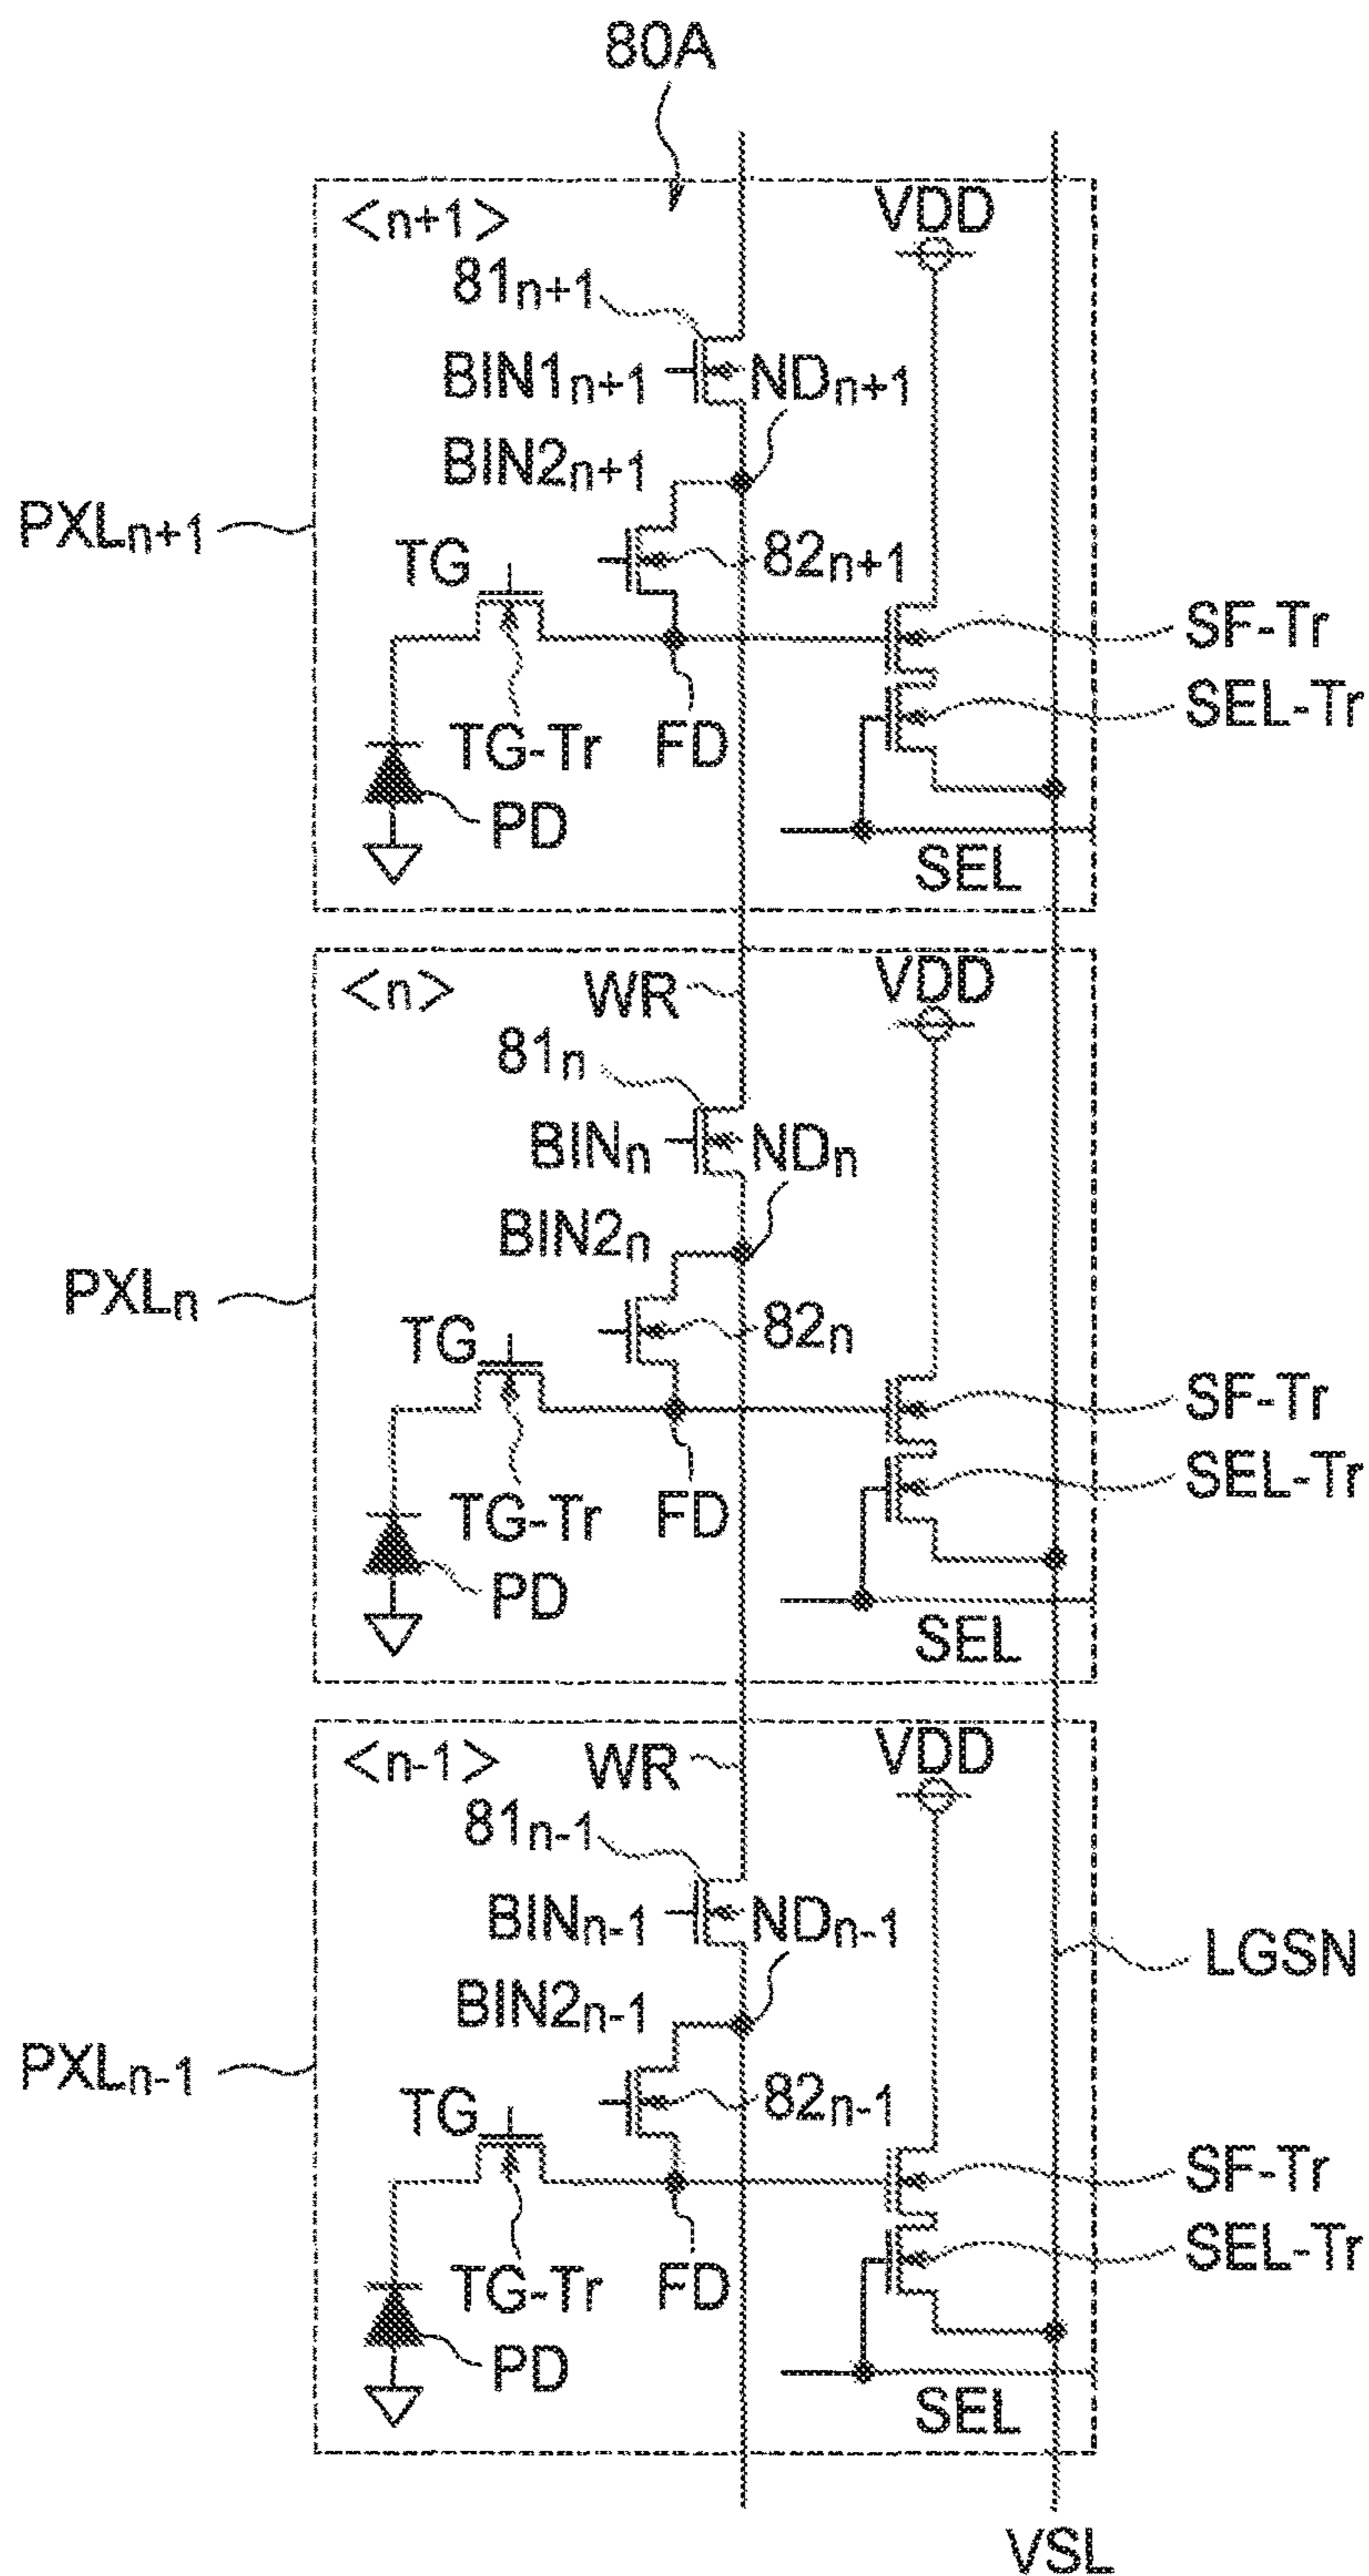 80A
<n+1>
VDD
81n+1
BIN1n+1
NDn+1
BIN2n+1
PXLn+1
TG
82n+1
SF-Tr
SEL-Tr
TG-Tr
FD
PD
SEL
<n>
WR
VDD
81n
BINn
NDn
BIN2n
PXLn
TG
82n
SF-Tr
SEL-Tr
TG-Tr
FD
PD
SEL
<n-1>
WR
VDD
81n-1
BINn-1
NDn-1
LGSN
BIN2n-1
PXLn-1
TG
82n-1
SF-Tr
SEL-Tr
TG-Tr
FD
PD
SEL
VSL